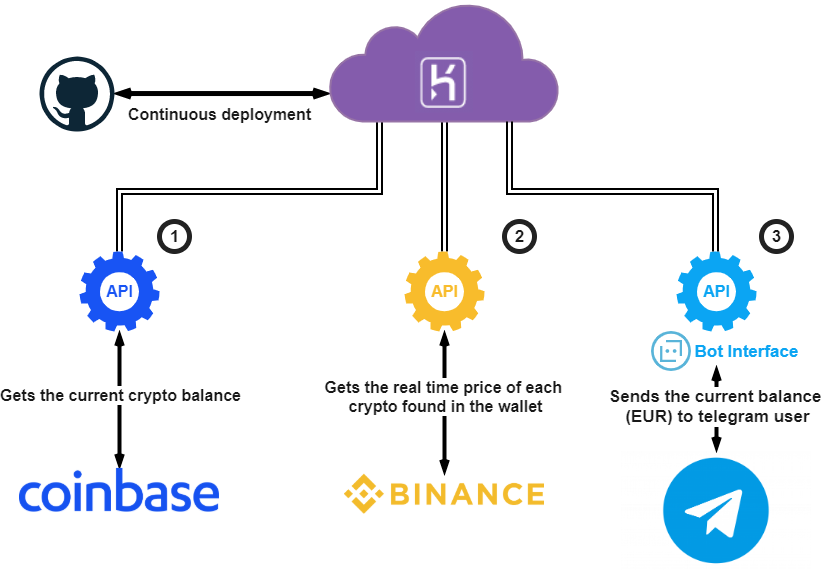 Continuous deployment
1
2
3
API
API
API
Bot Interface
Gets the current crypto balance
Gets the real time price of each
crypto found in the wallet
Sends the current balance
(EUR) to telegram user
coinbase
BINANCE